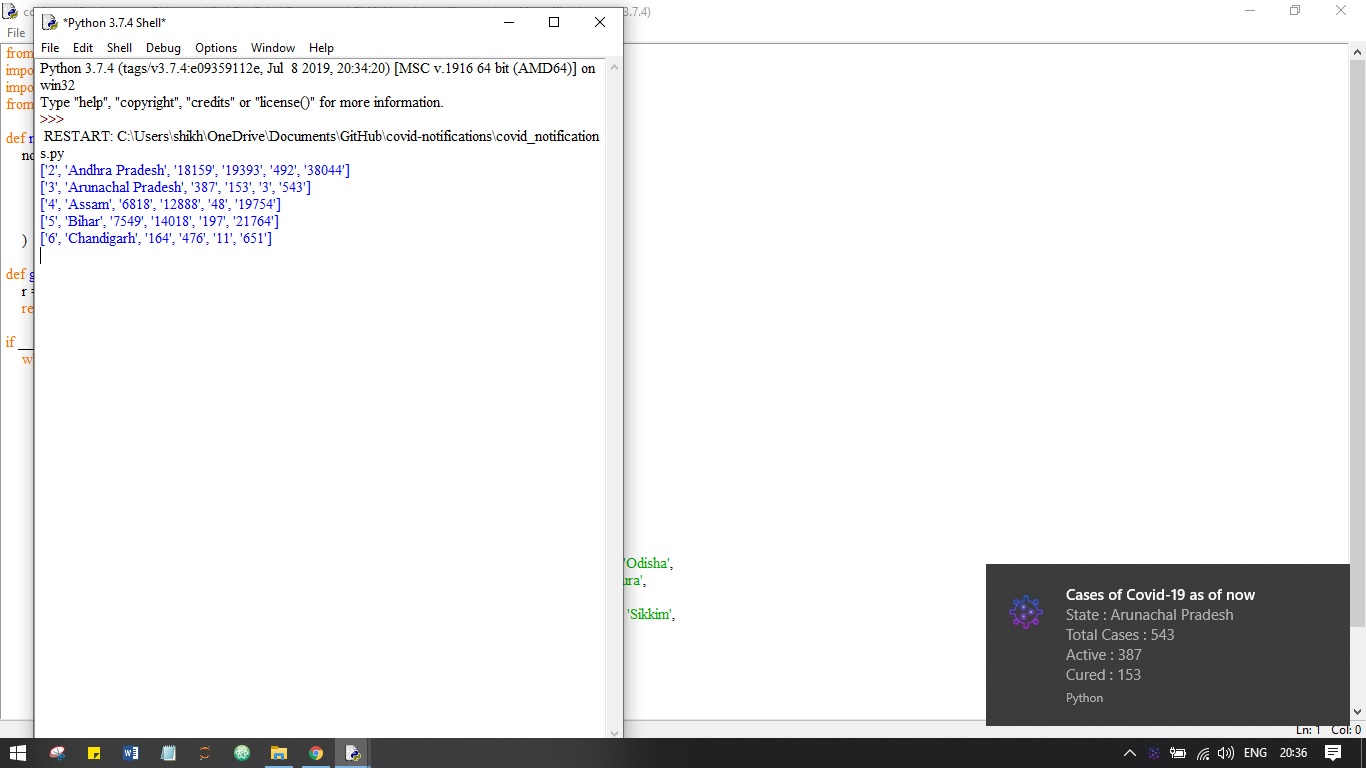 *Python 3.7.4 Shell*
3.7.4)
File
File Edit Shell Debug Options Window Help
Python 3.7.4 (tags/v3.7.4:e09359112e, Jul 8 2019, 20:34:20) [MSC v.1916 64 bit (AMD64)] on
win32
Type "help", "copyright", "credits" or "license()" for more information.
>>>
RESTART: C:\Users\shikh\OneDrive\Documents\GitHub\covid-notifications\covid_notification
s.py
['2', 'Andhra Pradesh', '18159', '19393', '492', '38044']
['3', 'Arunachal Pradesh', '387', '153', '3', '543']
['4', 'Assam', '6818', '12888', '48', '19754']
['5', 'Bihar', '7549', '14018', '197', '21764']
['6', 'Chandigarh', '164', '476', '11', '651']
from
impo
impo
from
def n
no
)
def g
r =
re
if __
wi
'Odisha',
ura',
'Sikkim',
Cases of Covid-19 as of now
State : Arunachal Pradesh
Total Cases : 543
Active : 387
Cured : 153
Python
Ln: 1 Col: 0
ENG 20:36